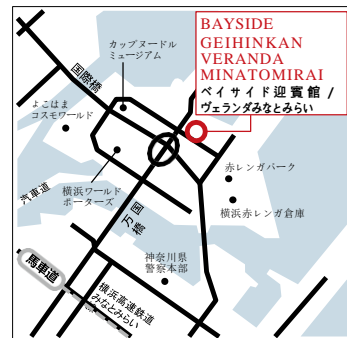 BAYSIDE
GEIHINKAN
VERANDA
MINATOMIRAI
ベイサイド迎賓館 /
ヴェランダみなとみらい
カップヌードル
ミュージアム
国際橋
よこはま
コスモワールド
赤レンガパーク
汽車道
横浜ワールド
ポーターズ
横浜赤レンガ倉庫
万国橋
神奈川県
警察本部
馬車道
横浜高速鉄道
みなとみらい